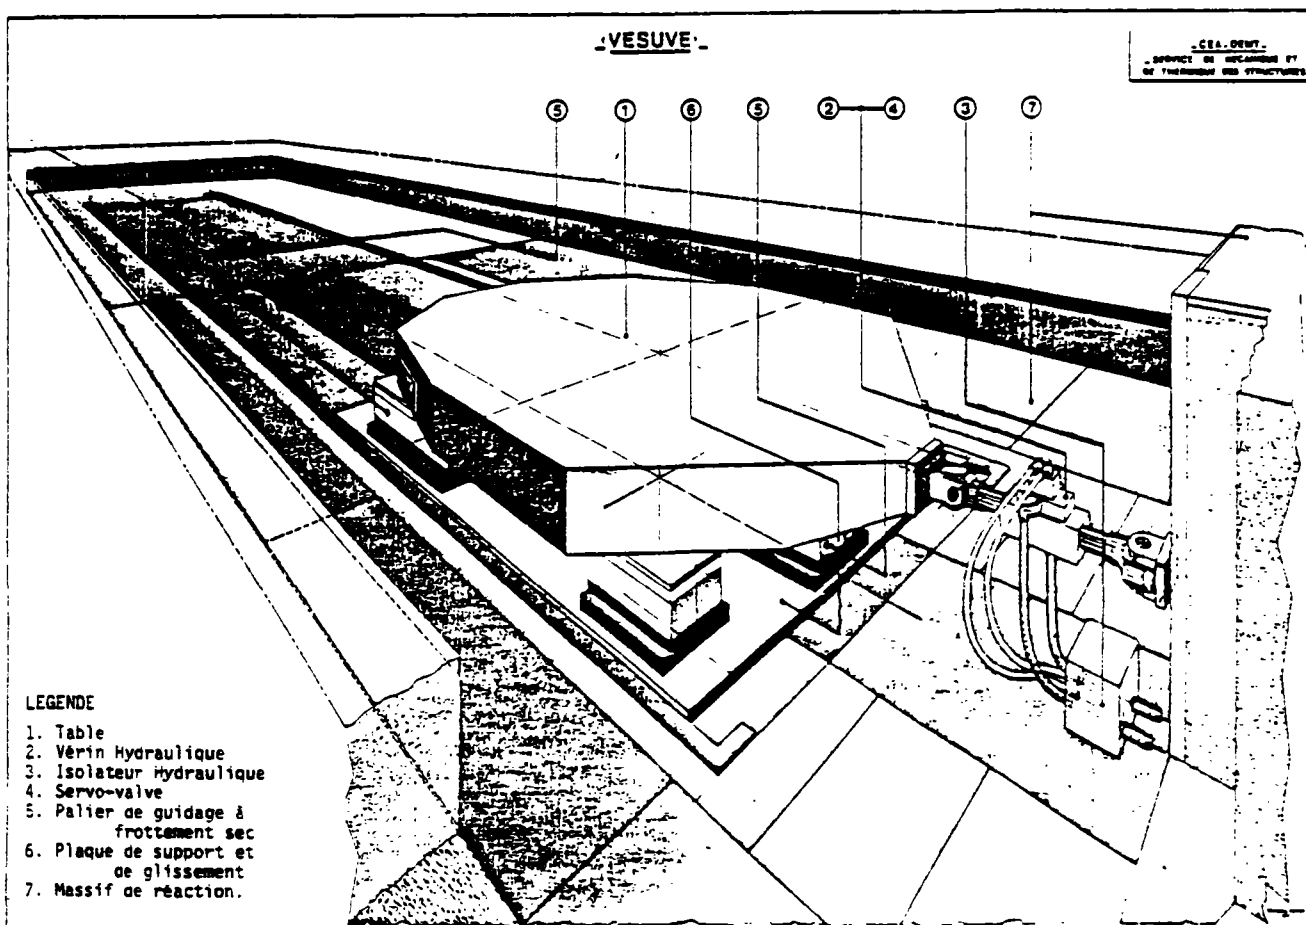 VESUVE
CEA-DEMT
SERVICE DE MECANIQUE ET
DE THERMIQUE DES STRUCTURES
5 1 6 5 2 4 3 7
LEGENDE
1. Table
2. Vérin Hydraulique
3. Isolateur Hydraulique
4. Servo-valve
5. Palier de guidage à
frottement sec
6. Plaque de support et
de glissement
7. Massif de réaction.